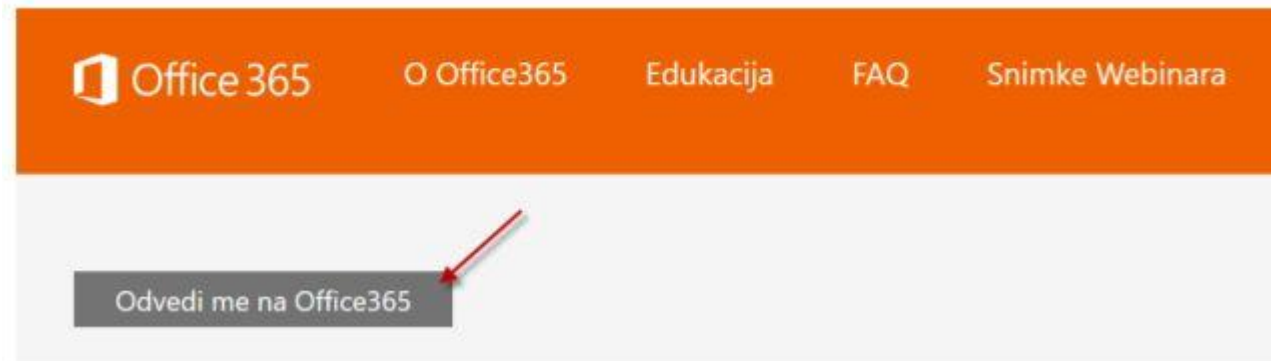 Office 365 O Office365 Edukacija FAQ Snimke Webinara
Odvedi me na Office365